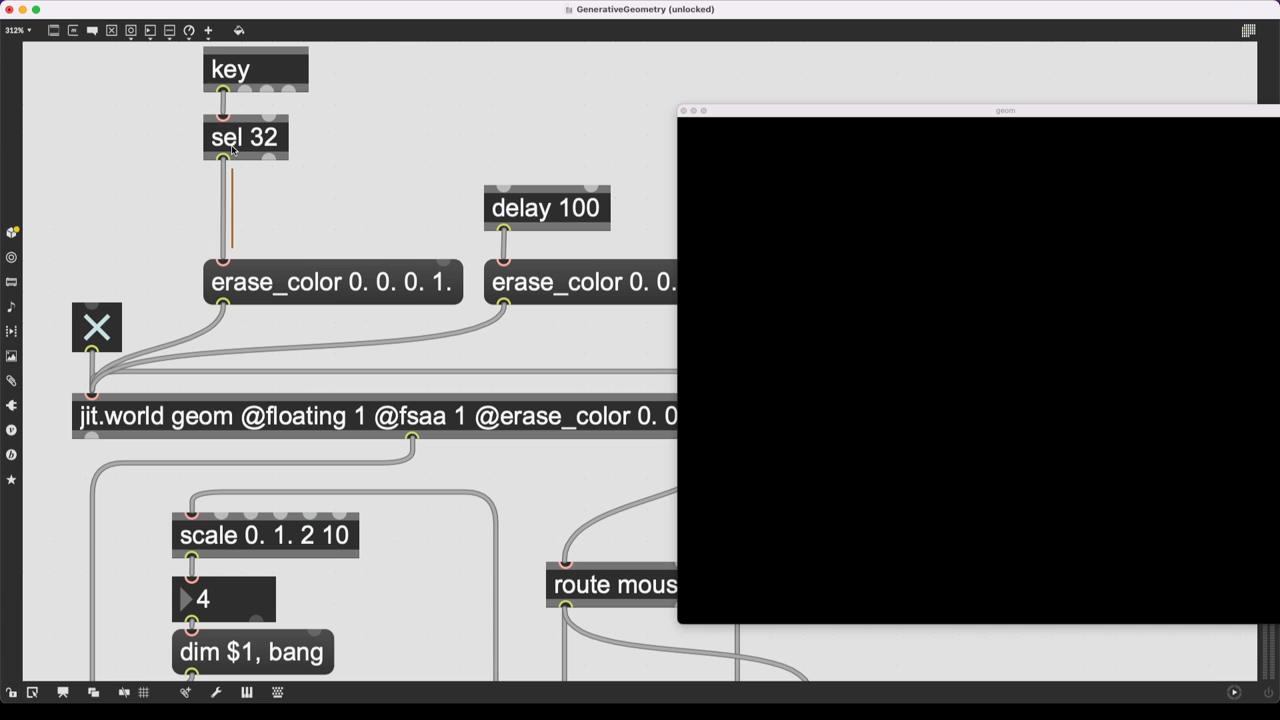 GenerativeGeometry (unlocked)
312%
key
geom
sel 32
delay 100
erase_color 0. 0. 0. 1.
erase_color 0. 0.
jit.world geom @floating 1 @fsaa 1 @erase_color 0. 0
scale 0. 1. 2 10
route mous
4
dim $1, bang